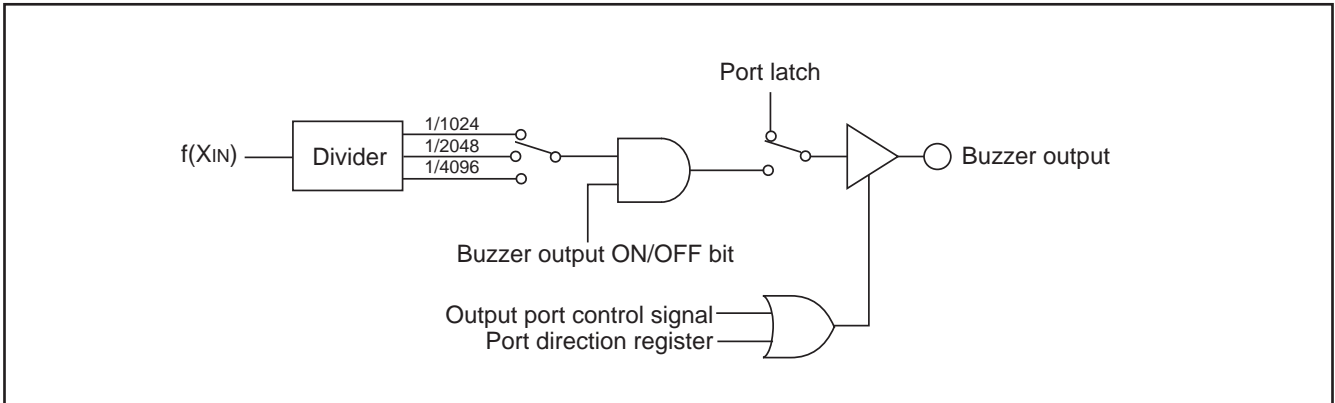 Port latch
1/1024
f(XIN)
Divider
1/2048
1/4096
Buzzer output
Buzzer output ON/OFF bit
Output port control signal
Port direction register